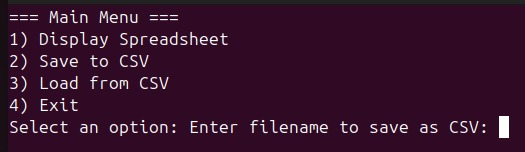 === Main Menu ===
1) Display Spreadsheet
2) Save to CSV
3) Load from CSV
4) Exit
Select an option: Enter filename to save as CSV: